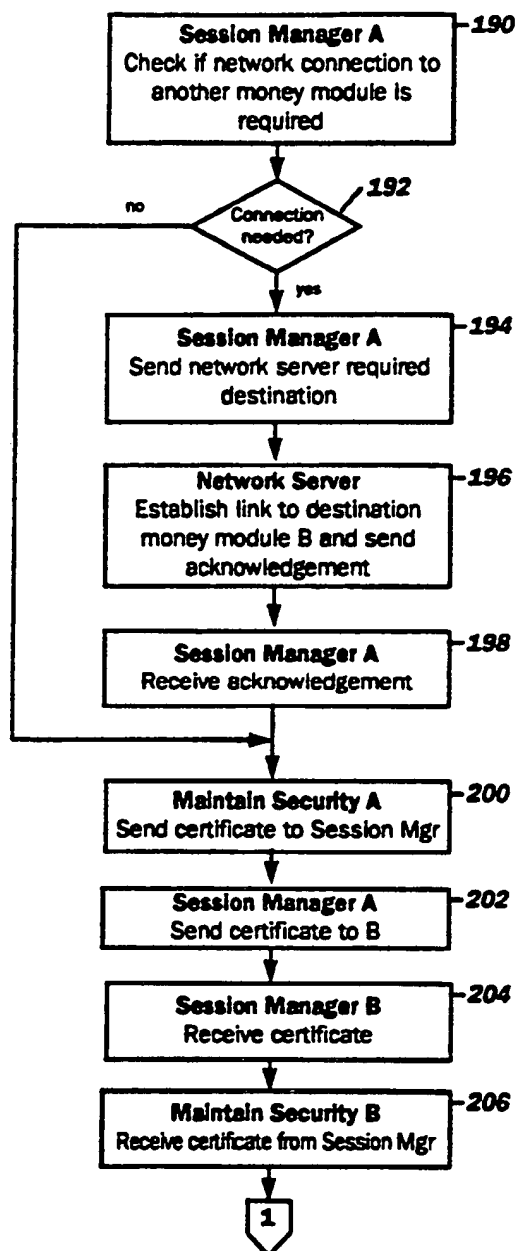 Session Manager A
190
Check if network connection to
another money module is
required
192
no
Connection
needed?
yes
Session Manager A
194
Send network server required
destination
Network Server
196
Establish link to destination
money module B and send
acknowledgement
Session Manager A
198
Receive acknowledgement
Maintain Security A
200
Send certificate to Session Mgr
Session Manager A
202
Send certificate to B
Session Manager B
204
Receive certificate
Maintain Security B
206
Receive certificate from Session Mgr
1